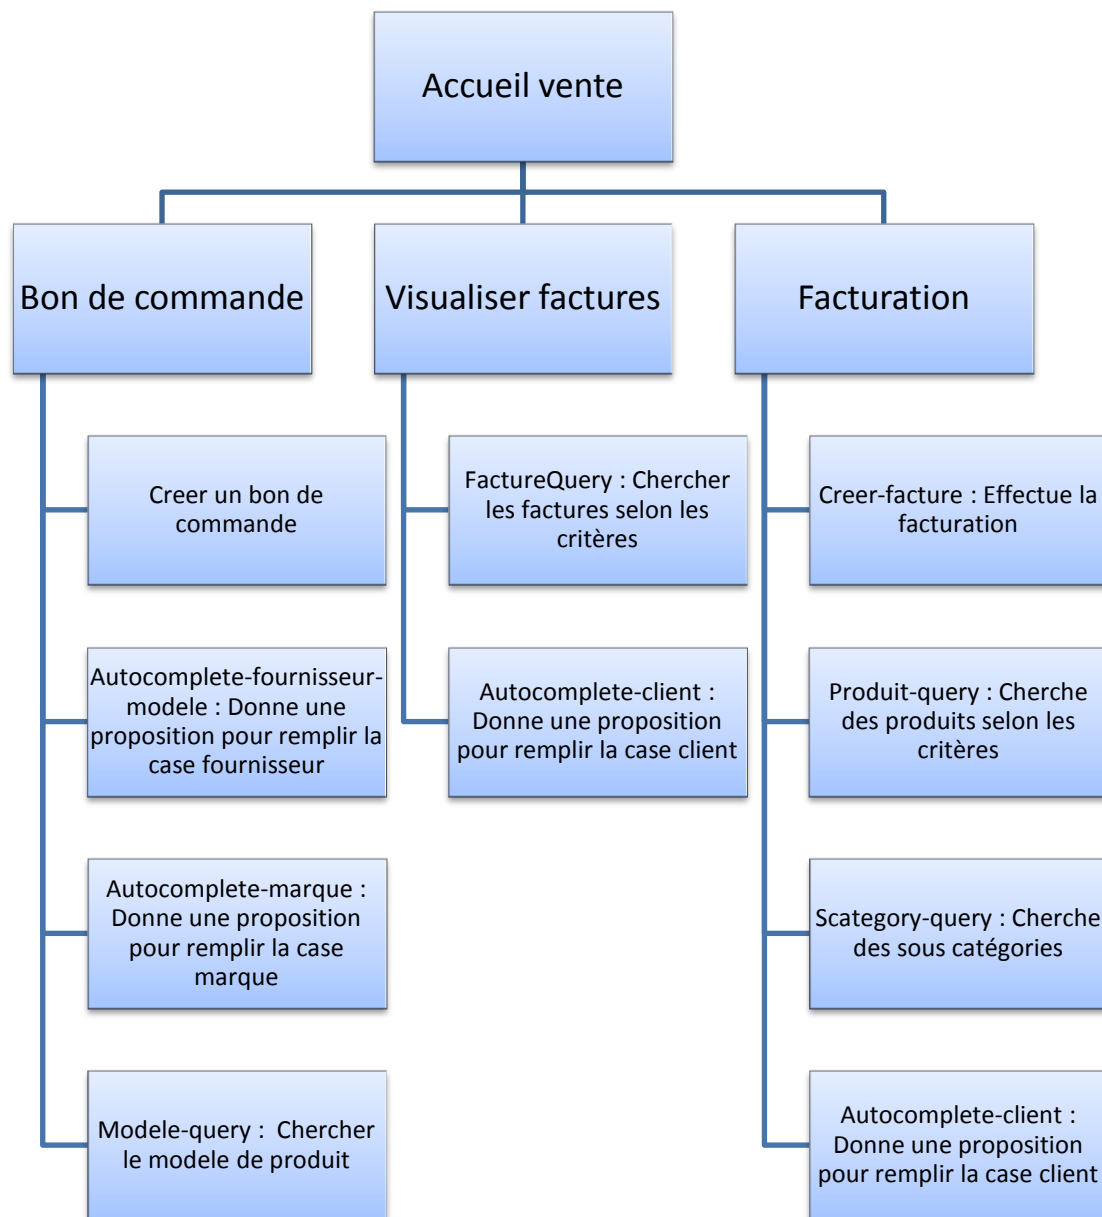 Accueil vente
Bon de commande
Visualiser factures
Facturation
Creer un bon de
commande
Autocomplete-fournisseur-
modele : Donne une
proposition pour remplir la
case fournisseur
Autocomplete-marque :
Donne une proposition
pour remplir la case
marque
Modele-query :  Chercher
le modele de produit
FactureQuery : Chercher
les factures selon les
critères
Autocomplete-client :
Donne une proposition
pour remplir la case client
Creer-facture : Effectue la
facturation
Produit-query : Cherche
des produits selon les
critères
Scategory-query : Cherche
des sous catégories
Autocomplete-client :
Donne une proposition
pour remplir la case client